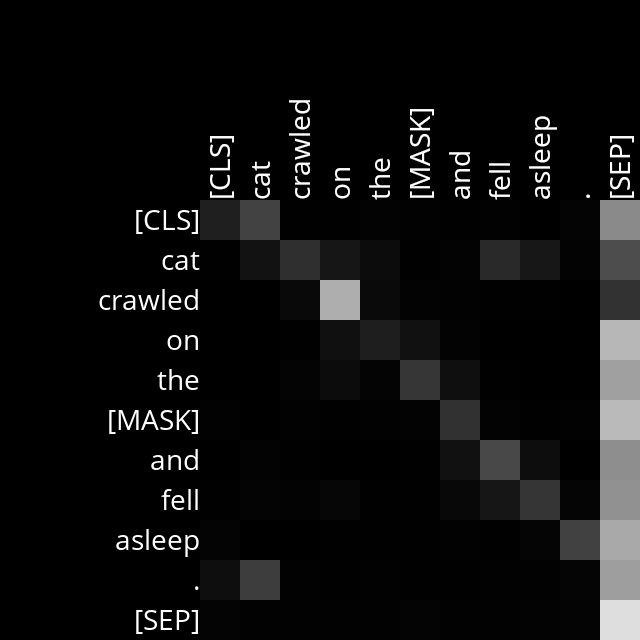 [CLS] cat crawled on the [MASK] and fell asleep . [SEP]
[CLS]
cat
crawled
on
the
[MASK]
and
fell
asleep
.
[SEP]